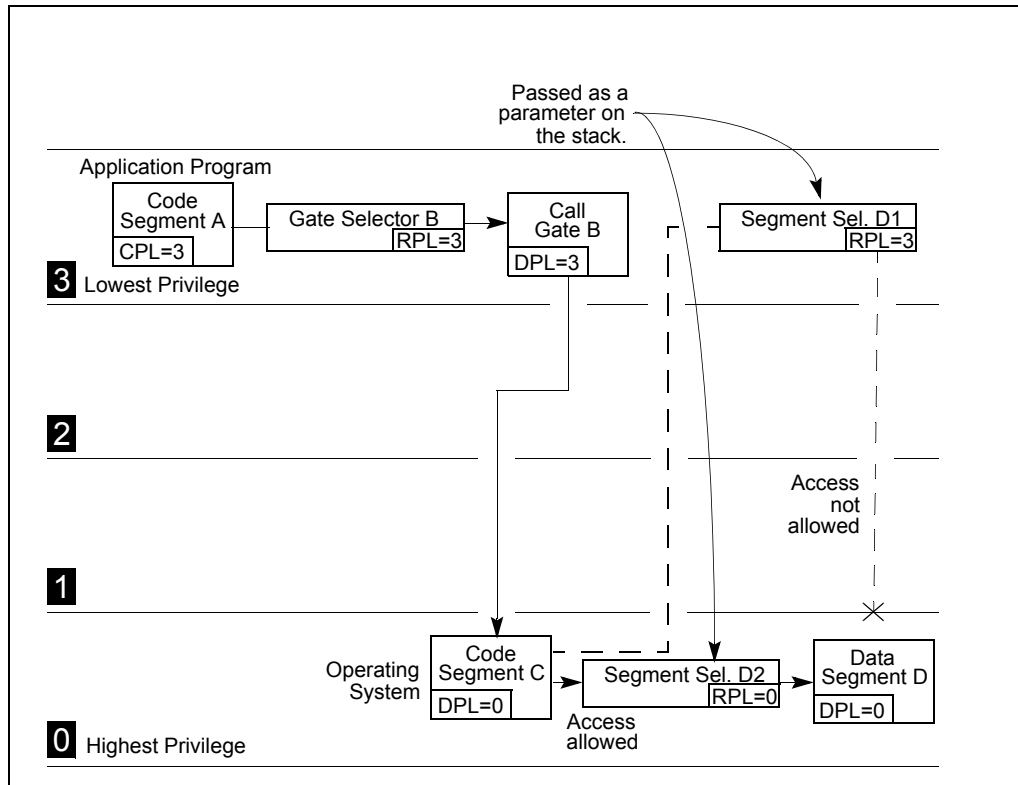 Passed as a
parameter on
the stack.
Application Program
Code
Segment A
CPL=3
Gate Selector B
RPL=3
Call
Gate B
DPL=3
Segment Sel. D1
RPL=3
3 Lowest Privilege
2
Access
not
allowed
1
Operating
System
Code
Segment C
DPL=0
Segment Sel. D2
RPL=0
Data
Segment D
DPL=0
Access
allowed
0 Highest Privilege